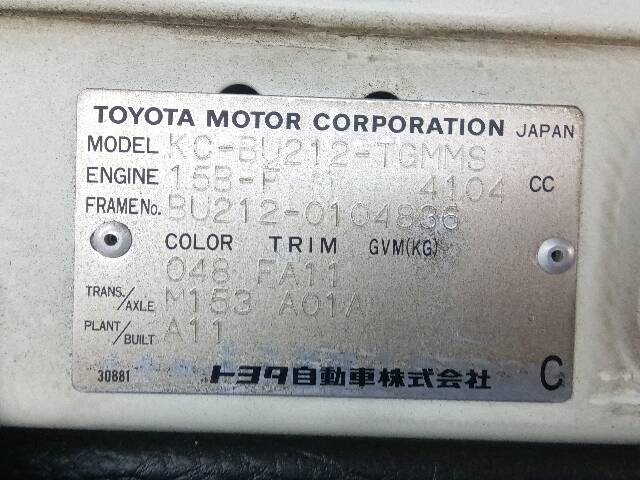 TOYOTA MOTOR CORPORATION JAPAN
MODEL KC-BU212-TGMMS
ENGINE 15B-F 4104 CC
FRAME No. BU212-0104836
COLOR TRIM GVM(KG)
048 FA11
TRANS./AXLE M153 A01A
PLANT/BUILT A11
30881 トヨタ自動車株式会社 C